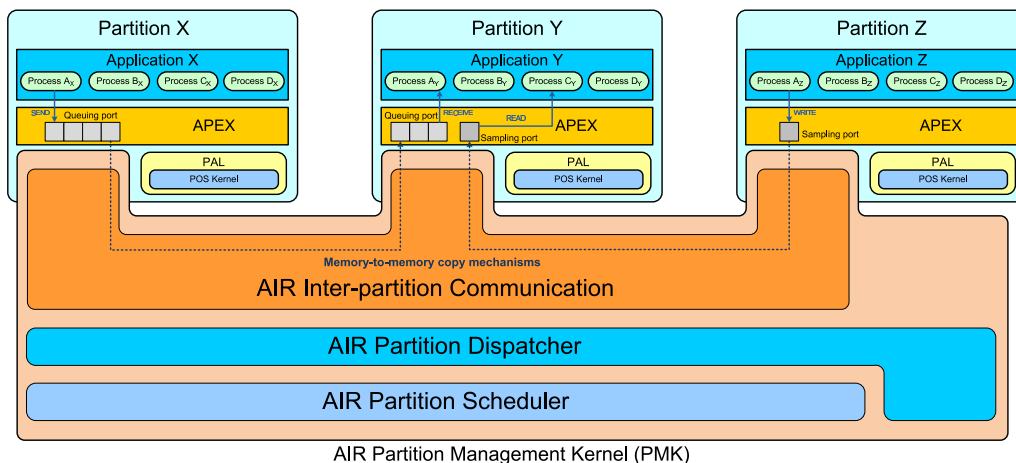 Partition X
Application X
Process AX
Process BX
Process CX
Process DX
SEND
Queuing port
APEX
PAL
POS Kernel
Partition Y
Application Y
Process AY
Process BY
Process CY
Process DY
Queuing port
RECEIVE
READ
Sampling port
APEX
PAL
POS Kernel
Partition Z
Application Z
Process AZ
Process BZ
Process CZ
Process DZ
WRITE
Sampling port
APEX
PAL
POS Kernel
Memory-to-memory copy mechanisms
AIR Inter-partition Communication
AIR Partition Dispatcher
AIR Partition Scheduler
AIR Partition Management Kernel (PMK)